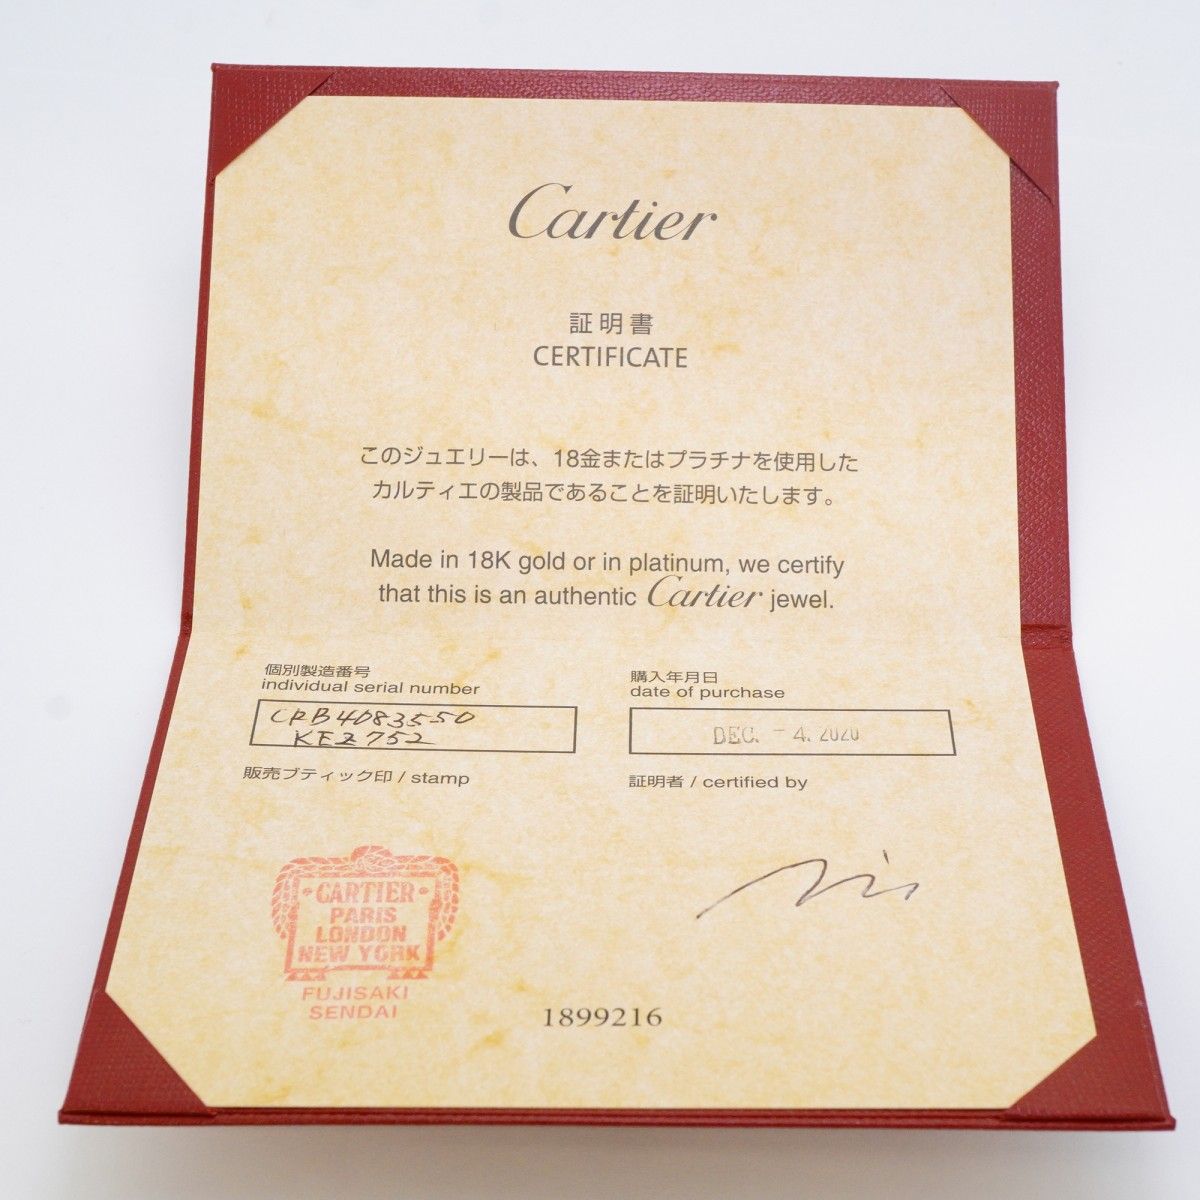 Cartier
証明書
CERTIFICATE
このジュエリーは、18金またはプラチナを使用した
カルティエの製品であることを証明いたします。
Made in 18K gold or in platinum, we certify
that this is an authentic Cartier jewel.
個別製造番号
individual serial number
CRB4083550
KEZ752
購入年月日
date of purchase
DEC. -4. 2020
販売ブティック印 / stamp
証明者 / certified by
CARTIER
PARIS
LONDON
NEW YORK
FUJISAKI
SENDAI
1899216